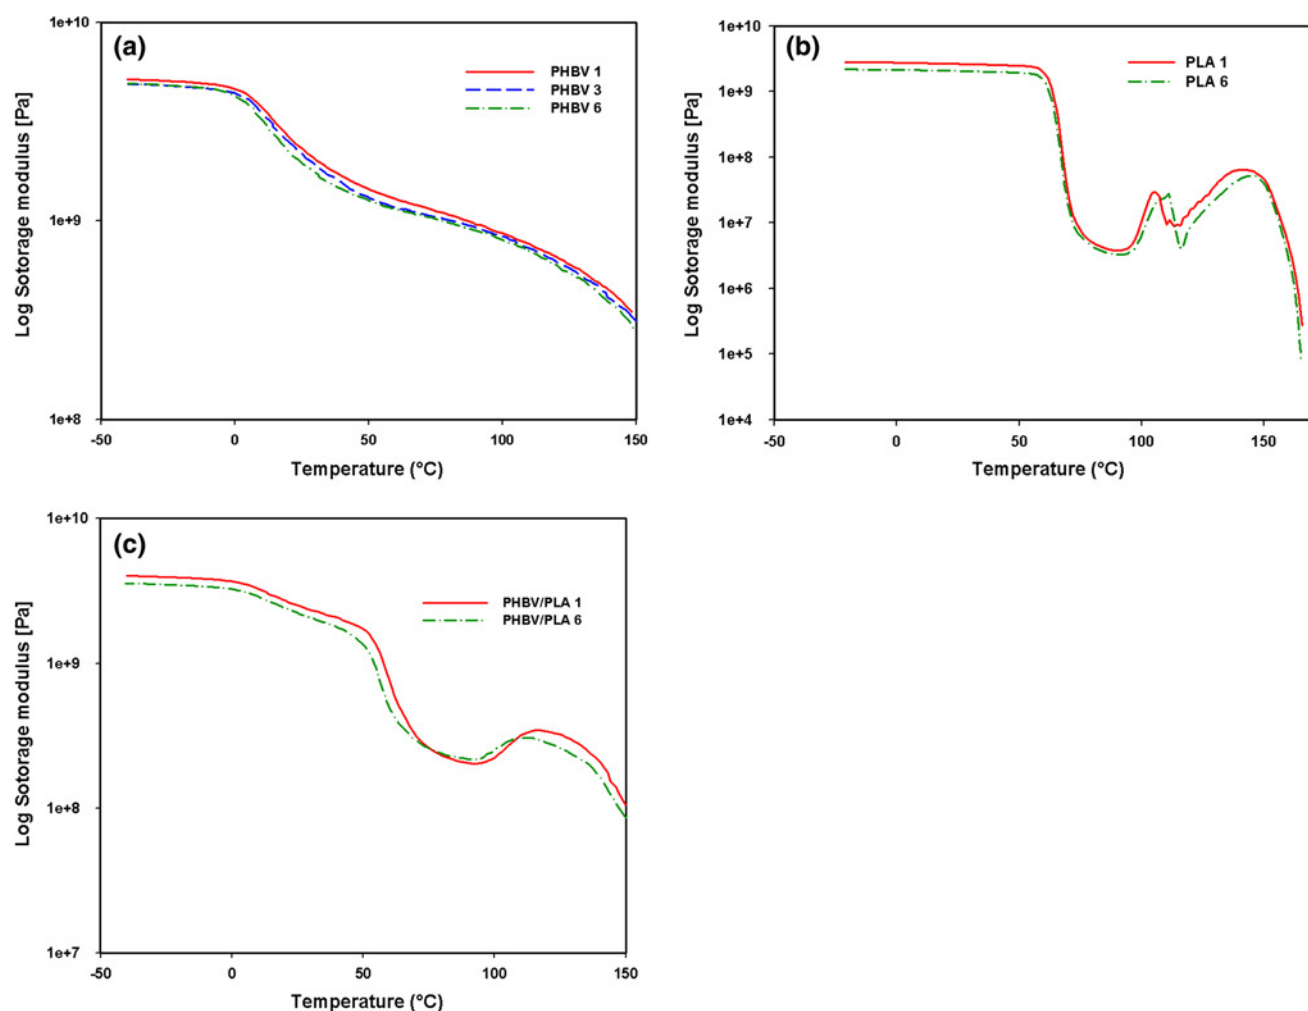 (a)
1e+10
1e+9
1e+8
Log Sotorage modulus [Pa]
PHBV 1
PHBV 3
PHBV 6
-50 0 50 100 150
Temperature (°C)
(b)
1e+10
1e+9
1e+8
1e+7
1e+6
1e+5
1e+4
Log Sotorage modulus [Pa]
PLA 1
PLA 6
-50 0 50 100 150
Temperature (°C)
(c)
1e+10
1e+9
1e+8
1e+7
Log Sotorage modulus [Pa]
PHBV/PLA 1
PHBV/PLA 6
-50 0 50 100 150
Temperature (°C)